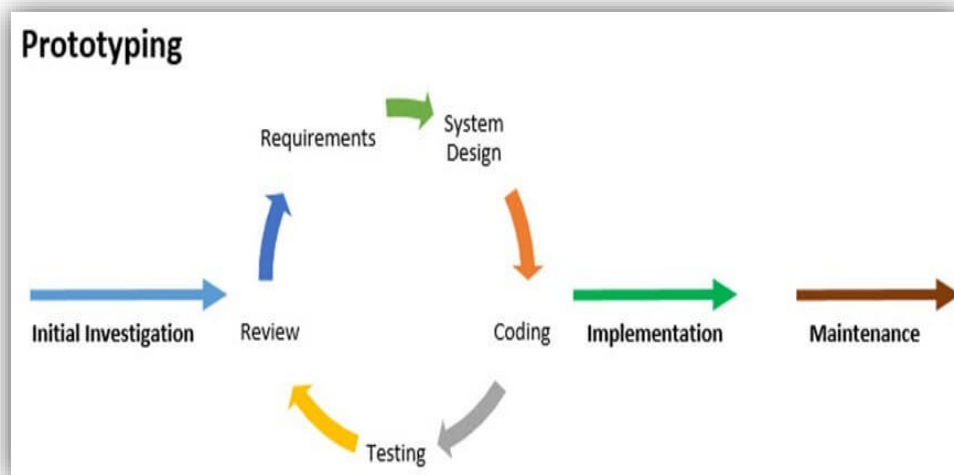 Prototyping
Requirements
System
Design
Initial Investigation
Review
Coding
Implementation
Maintenance
Testing